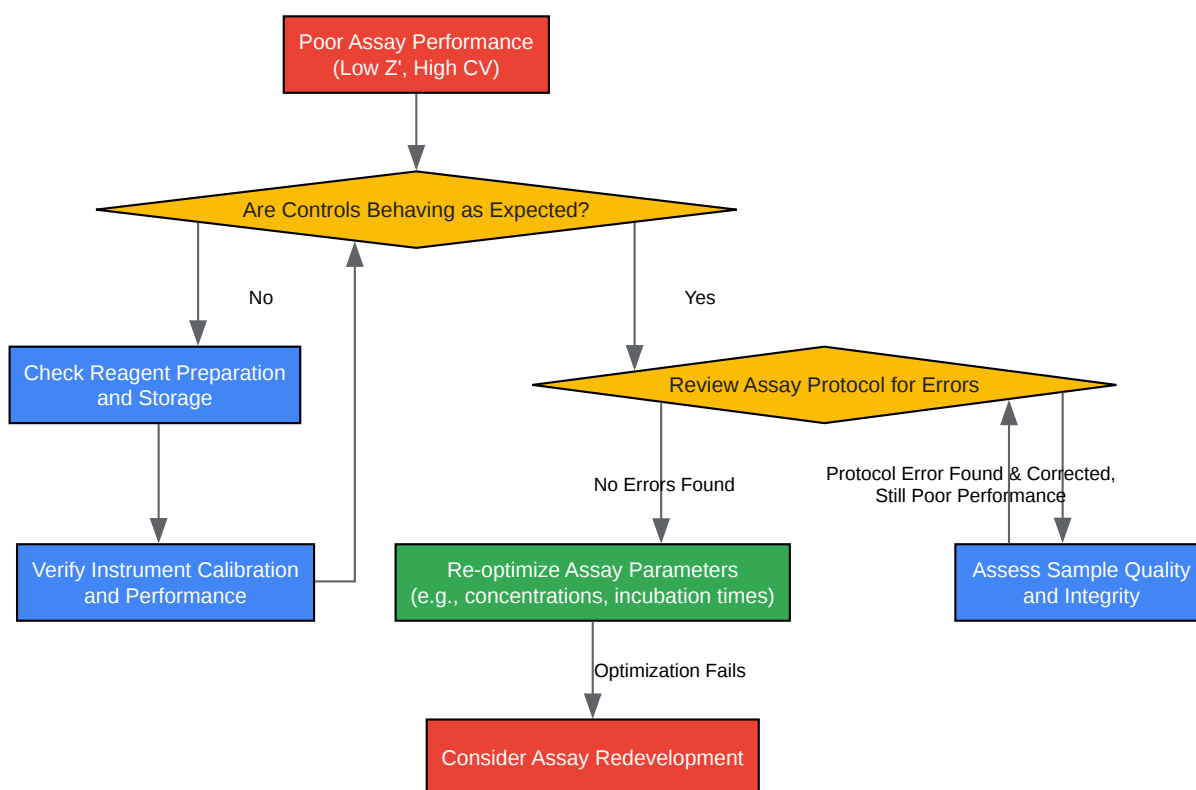 Poor Assay Performance
(Low Z', High CV)
Are Controls Behaving as Expected?
No
Yes
Check Reagent Preparation
and Storage
Review Assay Protocol for Errors
No Errors Found
Protocol Error Found & Corrected,
Still Poor Performance
Verify Instrument Calibration
and Performance
Re-optimize Assay Parameters
(e.g., concentrations, incubation times)
Assess Sample Quality
and Integrity
Optimization Fails
Consider Assay Redevelopment